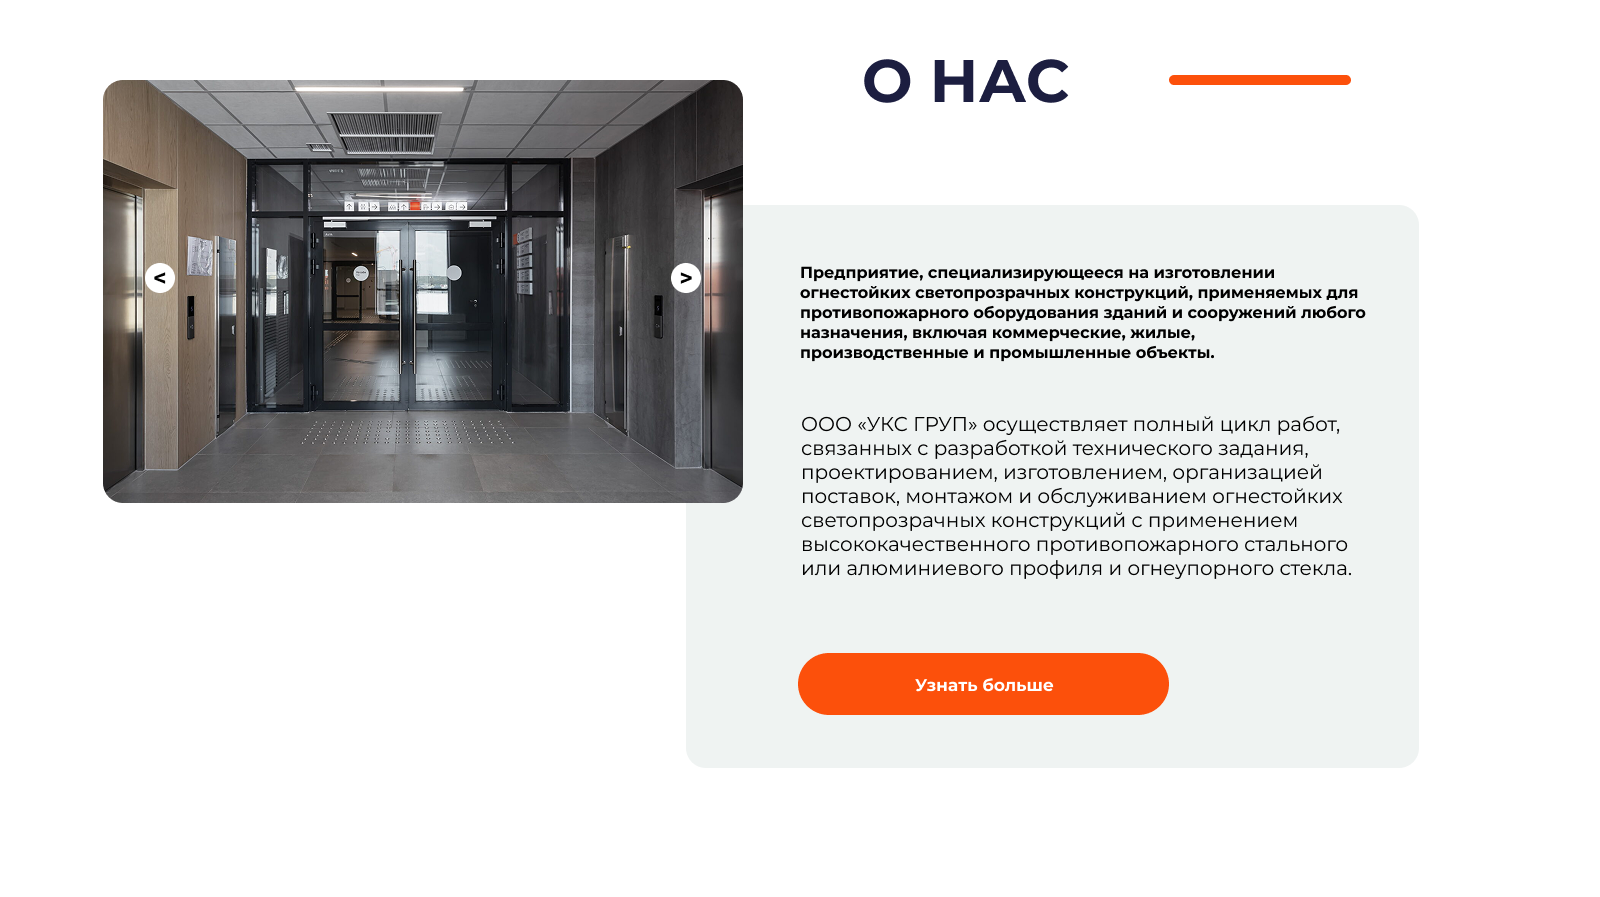 О НАС
<
>
Предприятие, специализирующееся на изготовлении
огнестойких светопрозрачных конструкций, применяемых для
противопожарного оборудования зданий и сооружений любого
назначения, включая коммерческие, жилые,
производственные и промышленные объекты.
ООО «УКС ГРУП» осуществляет полный цикл работ,
связанных с разработкой технического задания,
проектированием, изготовлением, организацией
поставок, монтажом и обслуживанием огнестойких
светопрозрачных конструкций с применением
высококачественного противопожарного стального
или алюминиевого профиля и огнеупорного стекла.
Узнать больше